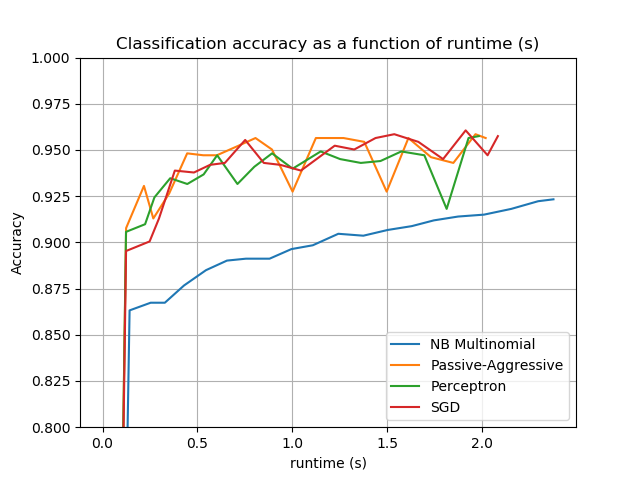 Classification accuracy as a function of runtime (s)
1.000
0.975
0.950
0.925
0.900
0.875
0.850
0.825
0.800
Accuracy
NB Multinomial
Passive-Aggressive
Perceptron
SGD
0.0 0.5 1.0 1.5 2.0
runtime (s)